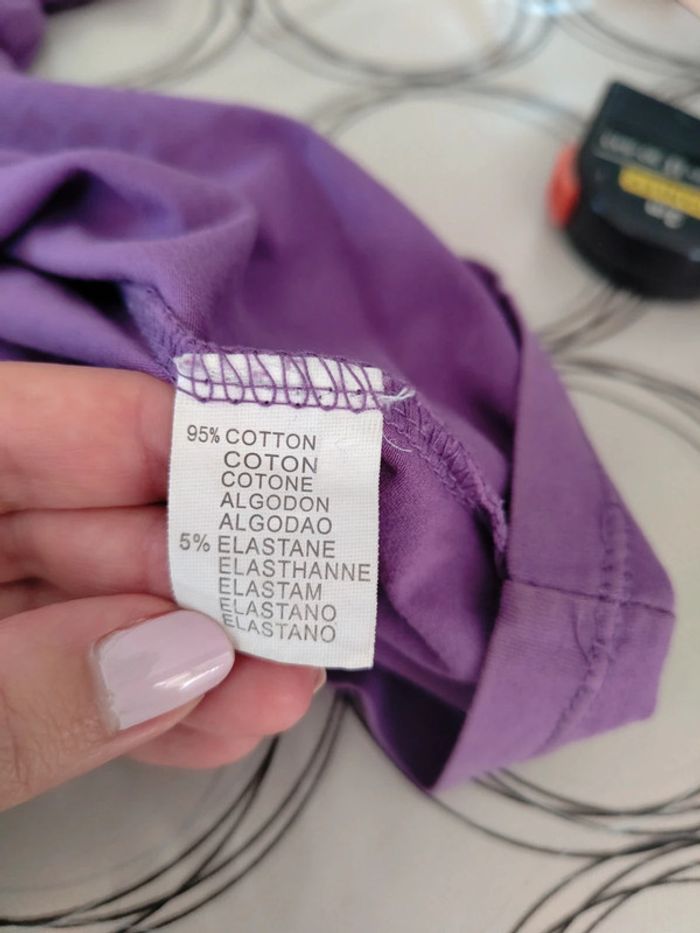 95% COTTON
COTON
COTONE
ALGODON
ALGODAO
5% ELASTANE
ELASTHANNE
ELASTAM
ELASTANO
ELASTANO